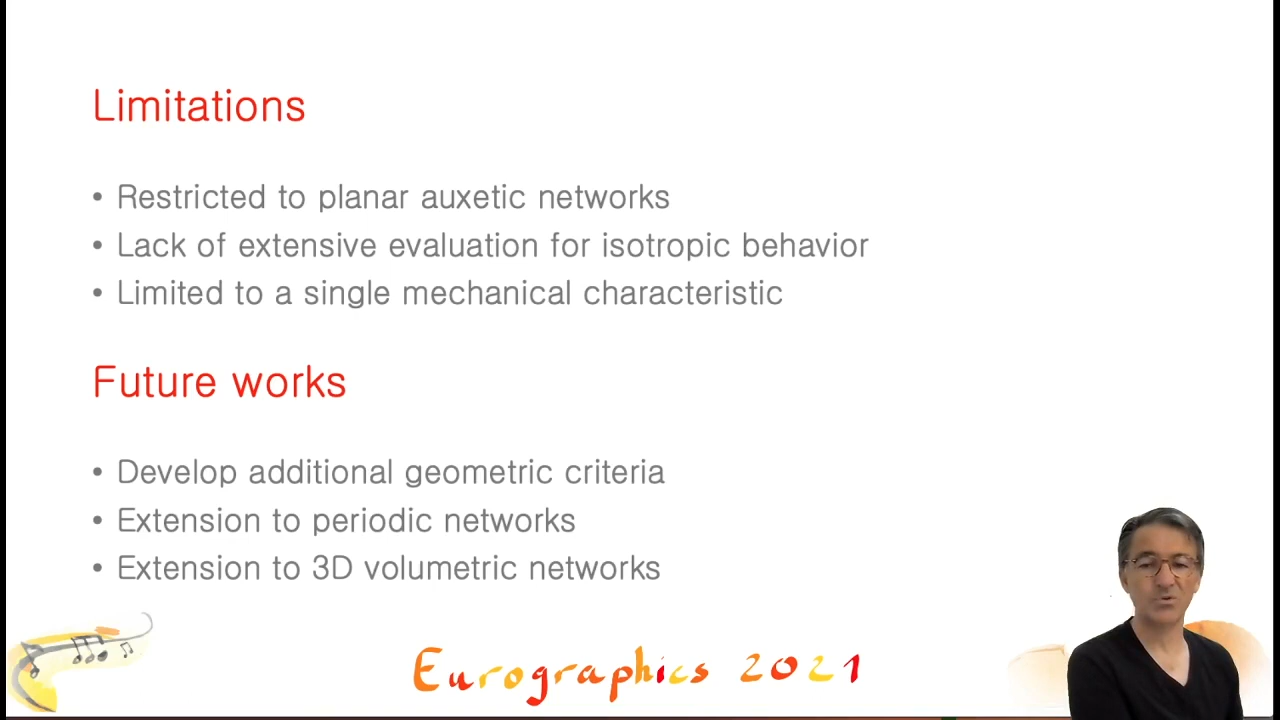 Limitations
• Restricted to planar auxetic networks
• Lack of extensive evaluation for isotropic behavior
• Limited to a single mechanical characteristic
Future works
• Develop additional geometric criteria
• Extension to periodic networks
• Extension to 3D volumetric networks
Eurographics 2021